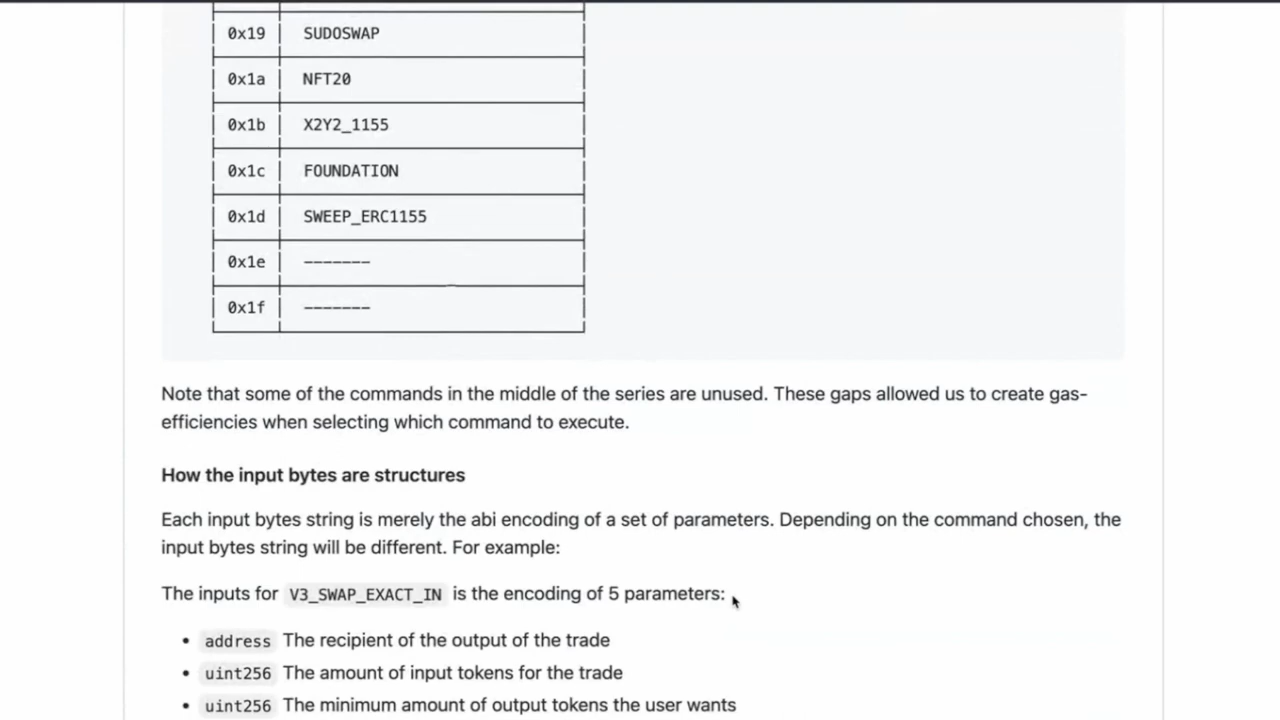 0x19 SUDOSWAP
0x1a NFT20
0x1b X2Y2_1155
0x1c FOUNDATION
0x1d SWEEP_ERC1155
0x1e -------
0x1f -------
Note that some of the commands in the middle of the series are unused. These gaps allowed us to create gas-
efficiencies when selecting which command to execute.
How the input bytes are structures
Each input bytes string is merely the abi encoding of a set of parameters. Depending on the command chosen, the
input bytes string will be different. For example:
The inputs for V3_SWAP_EXACT_IN is the encoding of 5 parameters:
• address The recipient of the output of the trade
• uint256 The amount of input tokens for the trade
• uint256 The minimum amount of output tokens the user wants